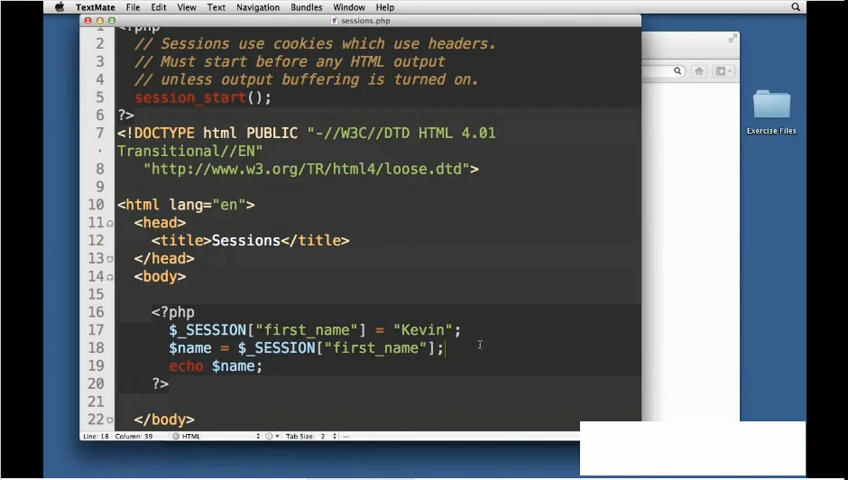 TextMate File Edit View Text Navigation Bundles Window Help
sessions.php
1 <?php
2 // Sessions use cookies which use headers.
3 // Must start before any HTML output
4 // unless output buffering is turned on.
5 session_start();
6 ?>
7 <!DOCTYPE html PUBLIC "-//W3C//DTD HTML 4.01
· Transitional//EN"
8 "http://www.w3.org/TR/html4/loose.dtd">
9
10 <html lang="en">
11 <head>
12 <title>Sessions</title>
13 </head>
14 <body>
15
16 <?php
17 $_SESSION["first_name"] = "Kevin";
18 $name = $_SESSION["first_name"];
19 echo $name;
20 ?>
21
22 </body>
Line: 18 Column: 39 HTML Tab Size: 2
Exercise Files